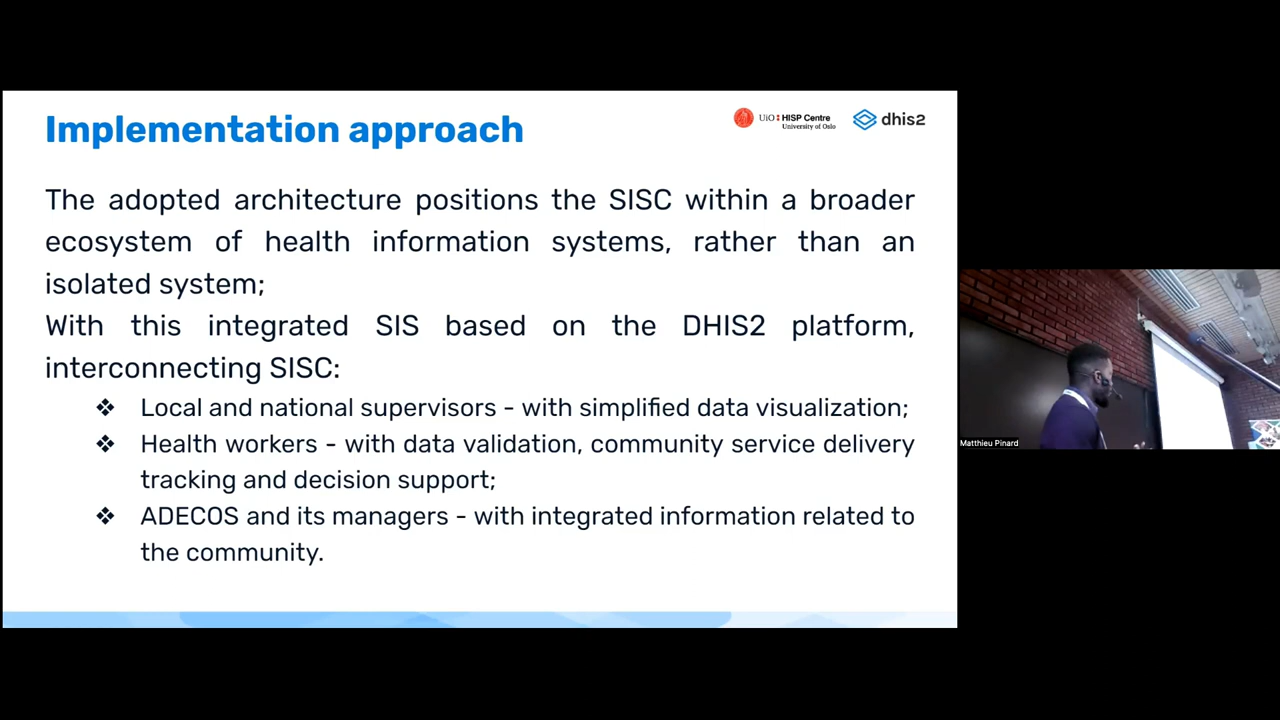 Implementation approach
UiO HISP Centre
University of Oslo
dhis2
The adopted architecture positions the SISC within a broader
ecosystem of health information systems, rather than an
isolated system;
With this integrated SIS based on the DHIS2 platform,
interconnecting SISC:
❖ Local and national supervisors - with simplified data visualization;
❖ Health workers - with data validation, community service delivery
tracking and decision support;
❖ ADECOS and its managers - with integrated information related to
the community.
Matthieu Pinard